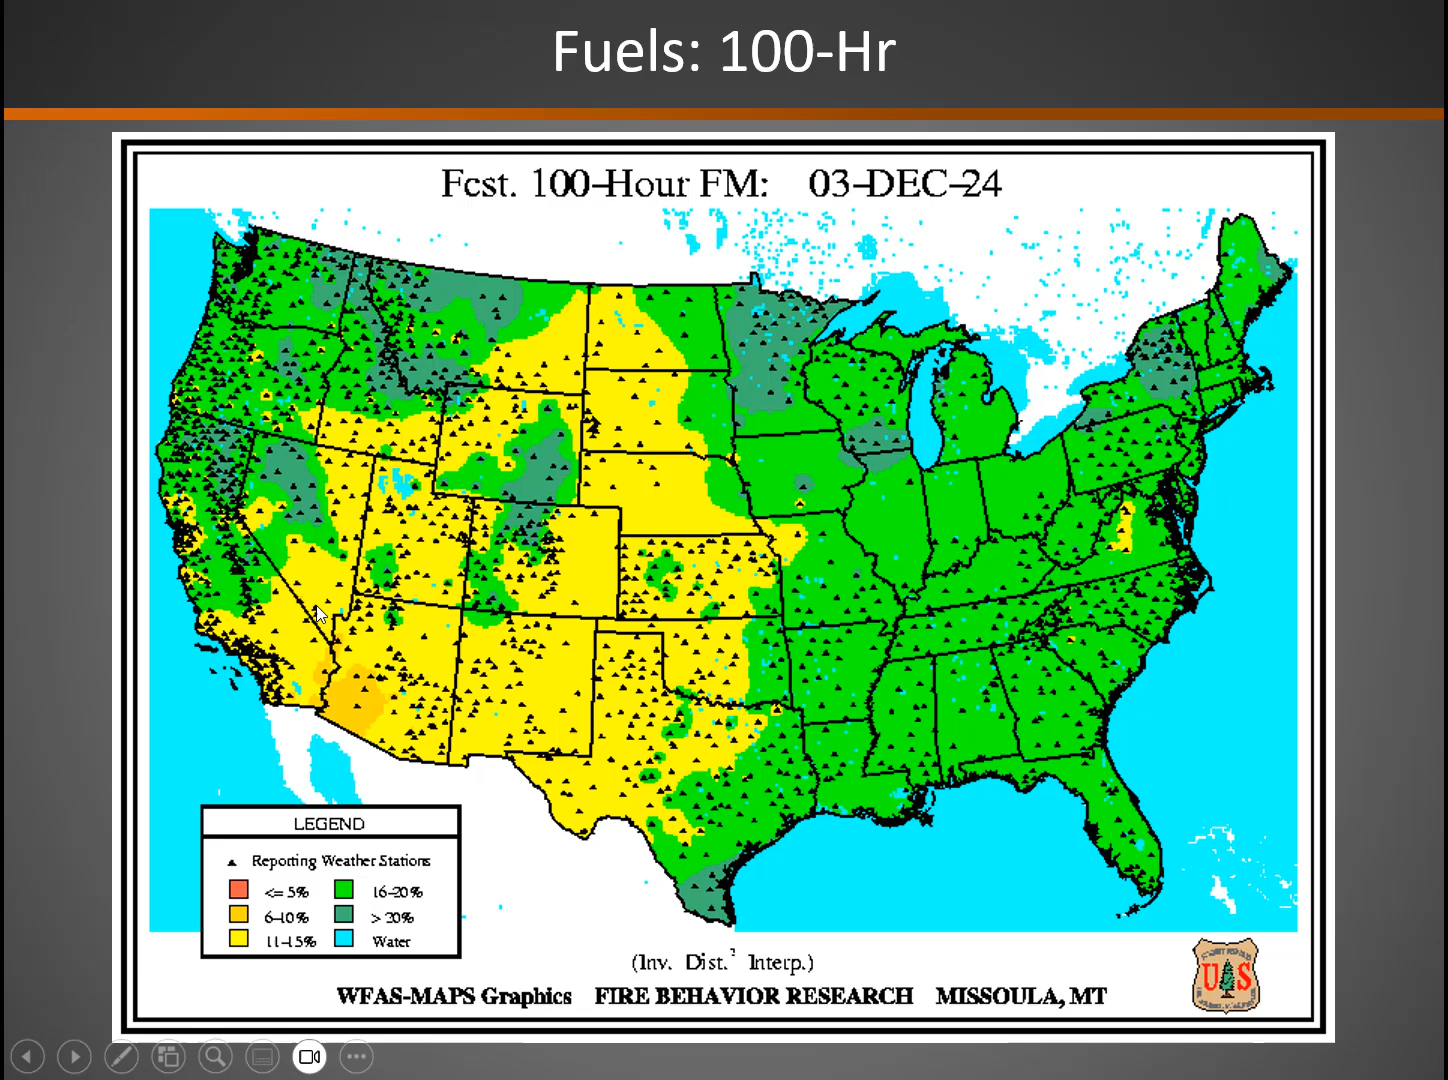 Fuels: 100-Hr
Fcst. 100-Hour FM: 03-DEC-24
LEGEND
Reporting Weather Stations
<= 5% 16-20%
6-10% > 20%
11-15% Water
(Inv. Dist.² Interp.)
WFAS-MAPS Graphics FIRE BEHAVIOR RESEARCH MISSOULA, MT
U S